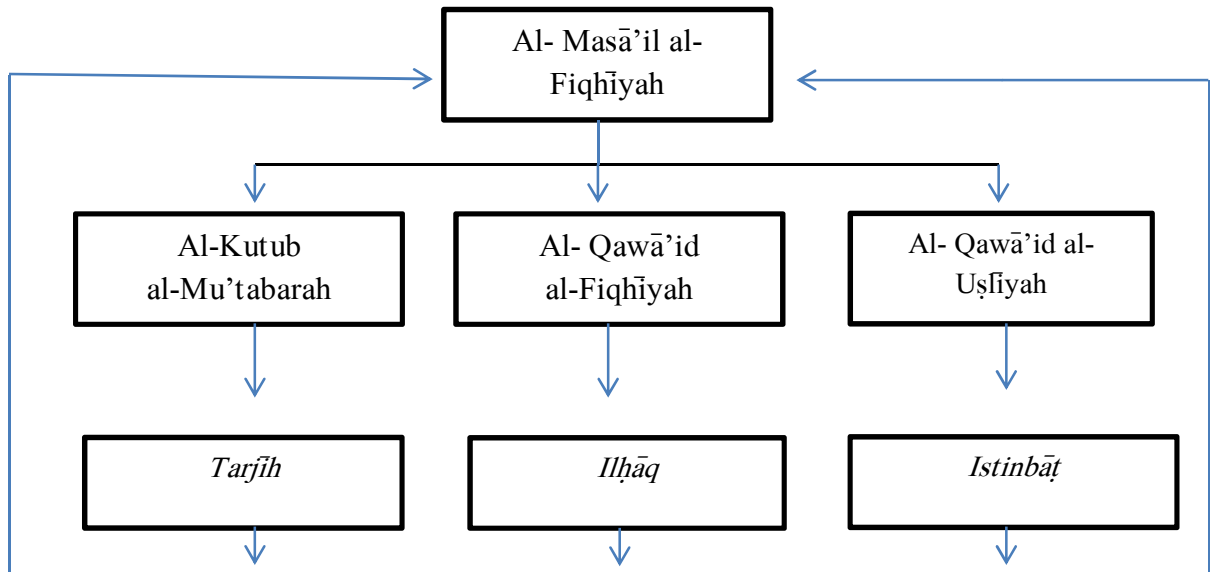 Al- Masā’il al-
Fiqhīyah
Al-Kutub
al-Mu’tabarah
Al- Qawā’id
al-Fiqhīyah
Al- Qawā’id al-
Uṣlīyah
Tarjīh
Ilḥāq
Istinbāṭ